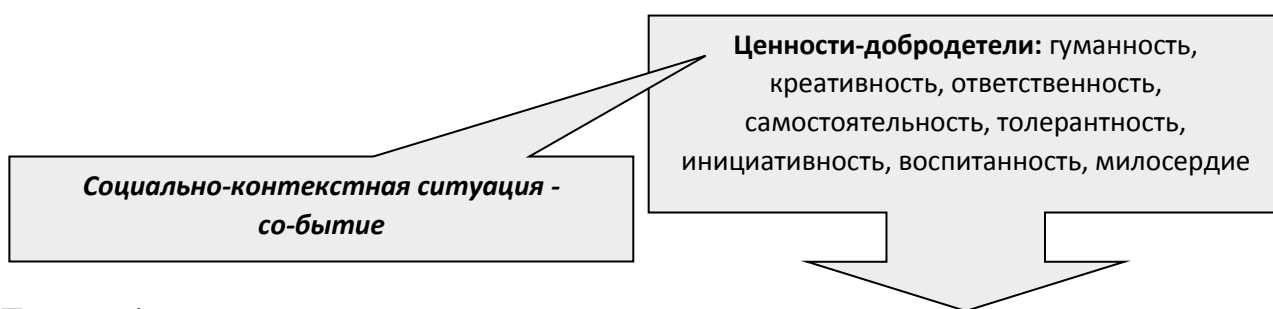 Ценности-добродетели: гуманность,
креативность, ответственность,
самостоятельность, толерантность,
инициативность, воспитанность, милосердие
Социально-контекстная ситуация -
со-бытие